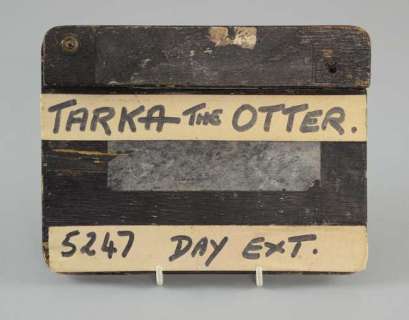 TARKA THE OTTER.
5247 DAY EXT.